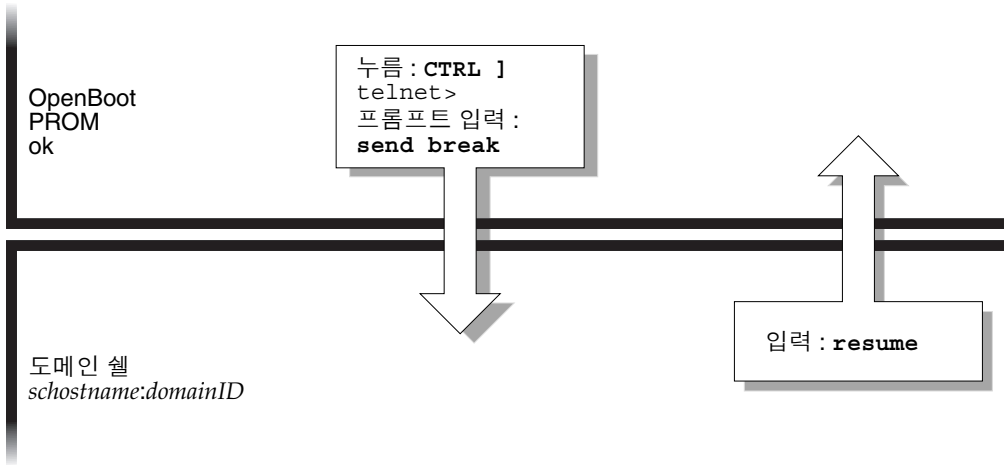 OpenBoot
PROM
ok
누름 : CTRL ]
telnet>
프롬프트 입력 :
send break
입력 : resume
도메인 쉘
schostname:domainID